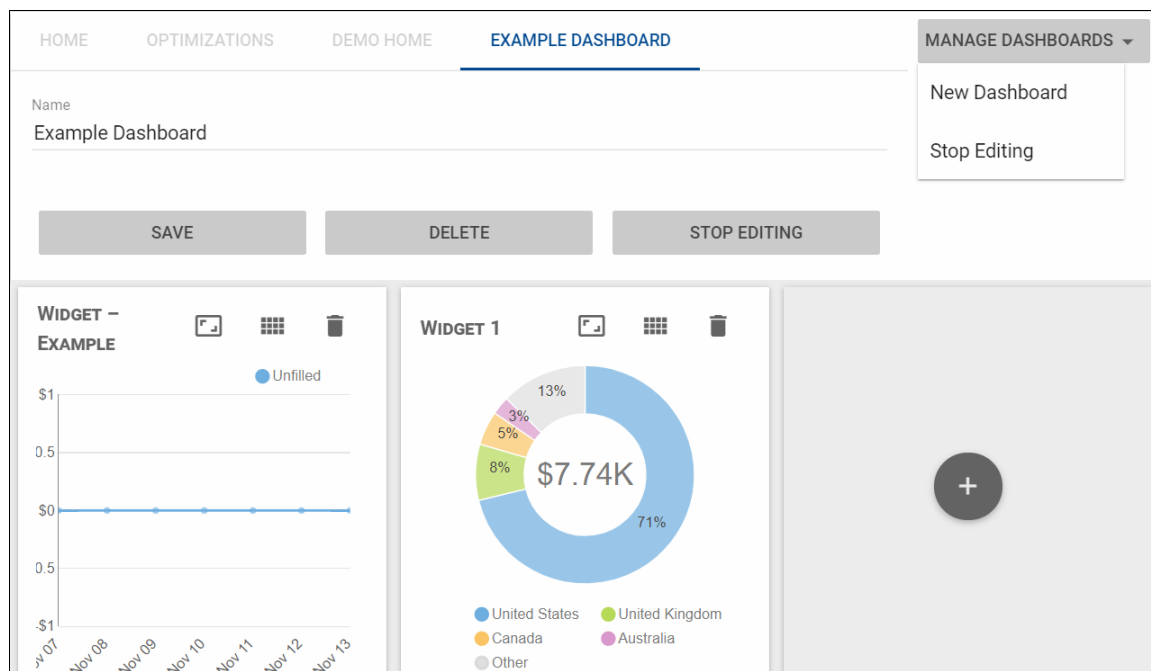 HOME OPTIMIZATIONS DEMO HOME EXAMPLE DASHBOARD MANAGE DASHBOARDS
New Dashboard
Stop Editing
Name
Example Dashboard
SAVE DELETE STOP EDITING
WIDGET –
EXAMPLE
Unfilled
$1
0.5
$0
0.5
-$1
ov 07 Nov 08 Nov 09 Nov 10 Nov 11 Nov 12 Nov 13
WIDGET 1
13%
3%
5%
8%
$7.74K
71%
United States United Kingdom
Canada Australia
Other
+